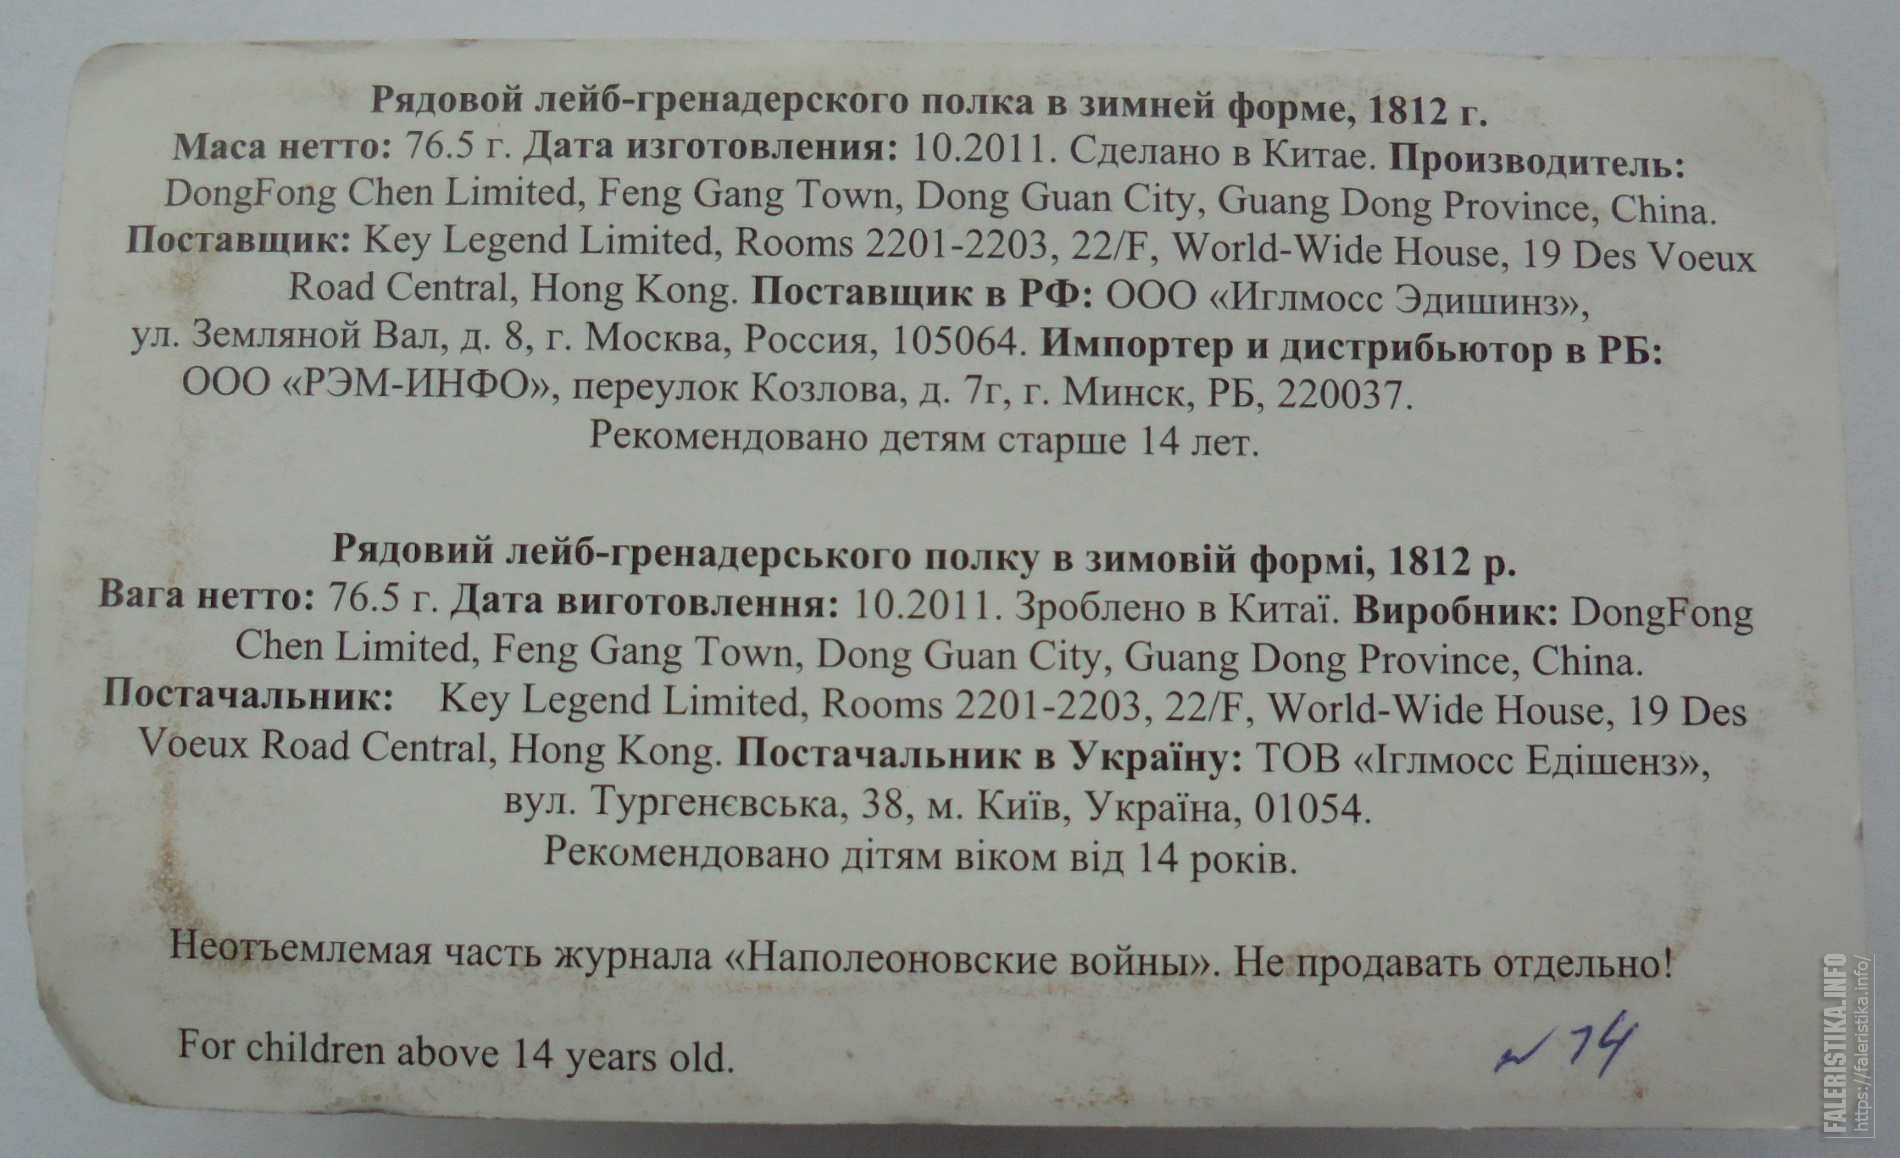 Рядовой лейб-гренадерского полка в зимней форме, 1812 г.
Маса нетто: 76.5 г. Дата изготовления: 10.2011. Сделано в Китае. Производитель:
DongFong Chen Limited, Feng Gang Town, Dong Guan City, Guang Dong Province, China.
Поставщик: Key Legend Limited, Rooms 2201-2203, 22/F, World-Wide House, 19 Des Voeux
Road Central, Hong Kong. Поставщик в РФ: ООО «Иглмосс Эдишинз»,
ул. Земляной Вал, д. 8, г. Москва, Россия, 105064. Импортер и дистрибьютор в РБ:
ООО «РЭМ-ИНФО», переулок Козлова, д. 7г, г. Минск, РБ, 220037.
Рекомендовано детям старше 14 лет.
Рядовий лейб-гренадерського полку в зимовій формі, 1812 р.
Вага нетто: 76.5 г. Дата виготовлення: 10.2011. Зроблено в Китаї. Виробник: DongFong
Chen Limited, Feng Gang Town, Dong Guan City, Guang Dong Province, China.
Постачальник: Key Legend Limited, Rooms 2201-2203, 22/F, World-Wide House, 19 Des
Voeux Road Central, Hong Kong. Постачальник в Україну: ТОВ «Іглмосс Едішенз»,
вул. Тургенєвська, 38, м. Київ, Україна, 01054.
Рекомендовано дітям віком від 14 років.
Неотъемлемая часть журнала «Наполеоновские войны». Не продавать отдельно!
For children above 14 years old.
№ 74
FALERISTIKA.INFO
https://faleristika.info/